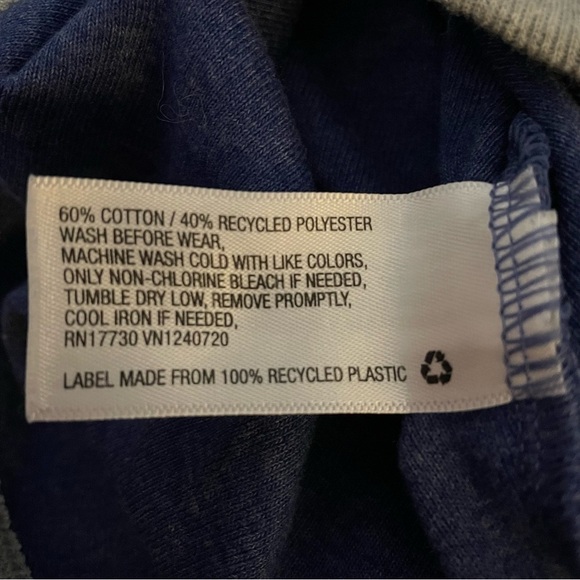 60% COTTON / 40% RECYCLED POLYESTER
WASH BEFORE WEAR,
MACHINE WASH COLD WITH LIKE COLORS,
ONLY NON-CHLORINE BLEACH IF NEEDED,
TUMBLE DRY LOW, REMOVE PROMPTLY,
COOL IRON IF NEEDED,
RN17730 VN1240720
LABEL MADE FROM 100% RECYCLED PLASTIC